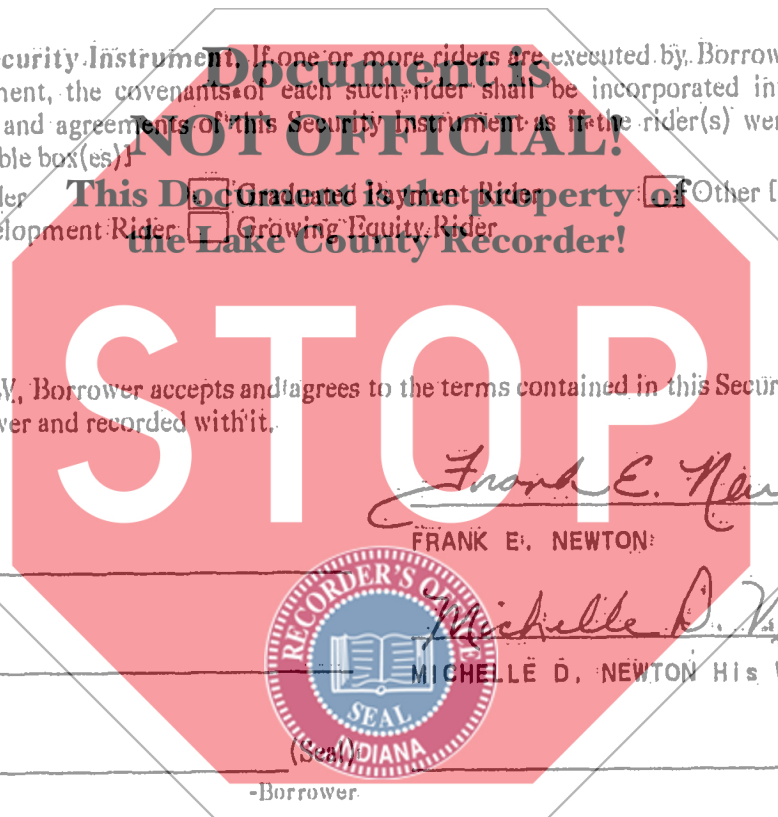 curity Instrument. If one or more riders are executed by Borrow
ment, the covenants of each such rider shall be incorporated in
and agreements of this Security Instrument as if the rider(s) wer
ble box(es)]
Document is
NOT OFFICIAL!
This Document is the property of
the Lake County Recorder!
der Graduated Payment Rider Other [
elopment Rider Growing Equity Rider
STOP
W, Borrower accepts and agrees to the terms contained in this Secur
wer and recorded with it.
Frank E. New
FRANK E. NEWTON
Michelle D.
MICHELLE D. NEWTON His
RECORDER'S OFFICE
SEAL
INDIANA
(Seal)
-Borrower